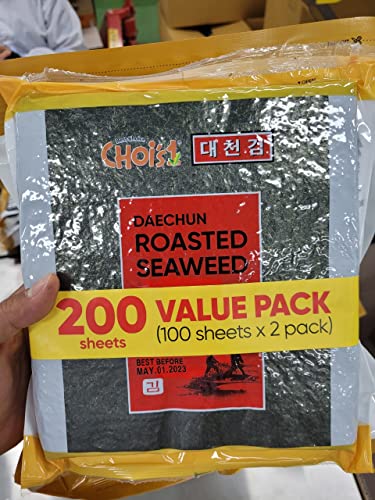 CHOi's1
대천김
DAECHUN
ROASTED
SEAWEED
200 sheets
VALUE PACK
(100 sheets x 2 pack)
BEST BEFORE
MAY.01.2023
김